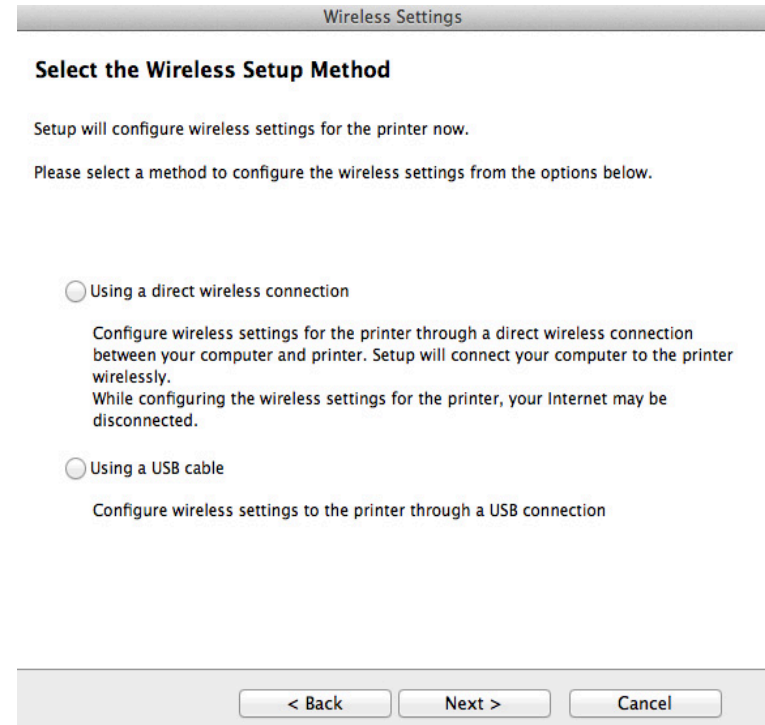 Wireless Settings
Select the Wireless Setup Method
Setup will configure wireless settings for the printer now.
Please select a method to configure the wireless settings from the options below.
Using a direct wireless connection
Configure wireless settings for the printer through a direct wireless connection
between your computer and printer. Setup will connect your computer to the printer
wirelessly.
While configuring the wireless settings for the printer, your Internet may be
disconnected.
Using a USB cable
Configure wireless settings to the printer through a USB connection
< Back
Next >
Cancel